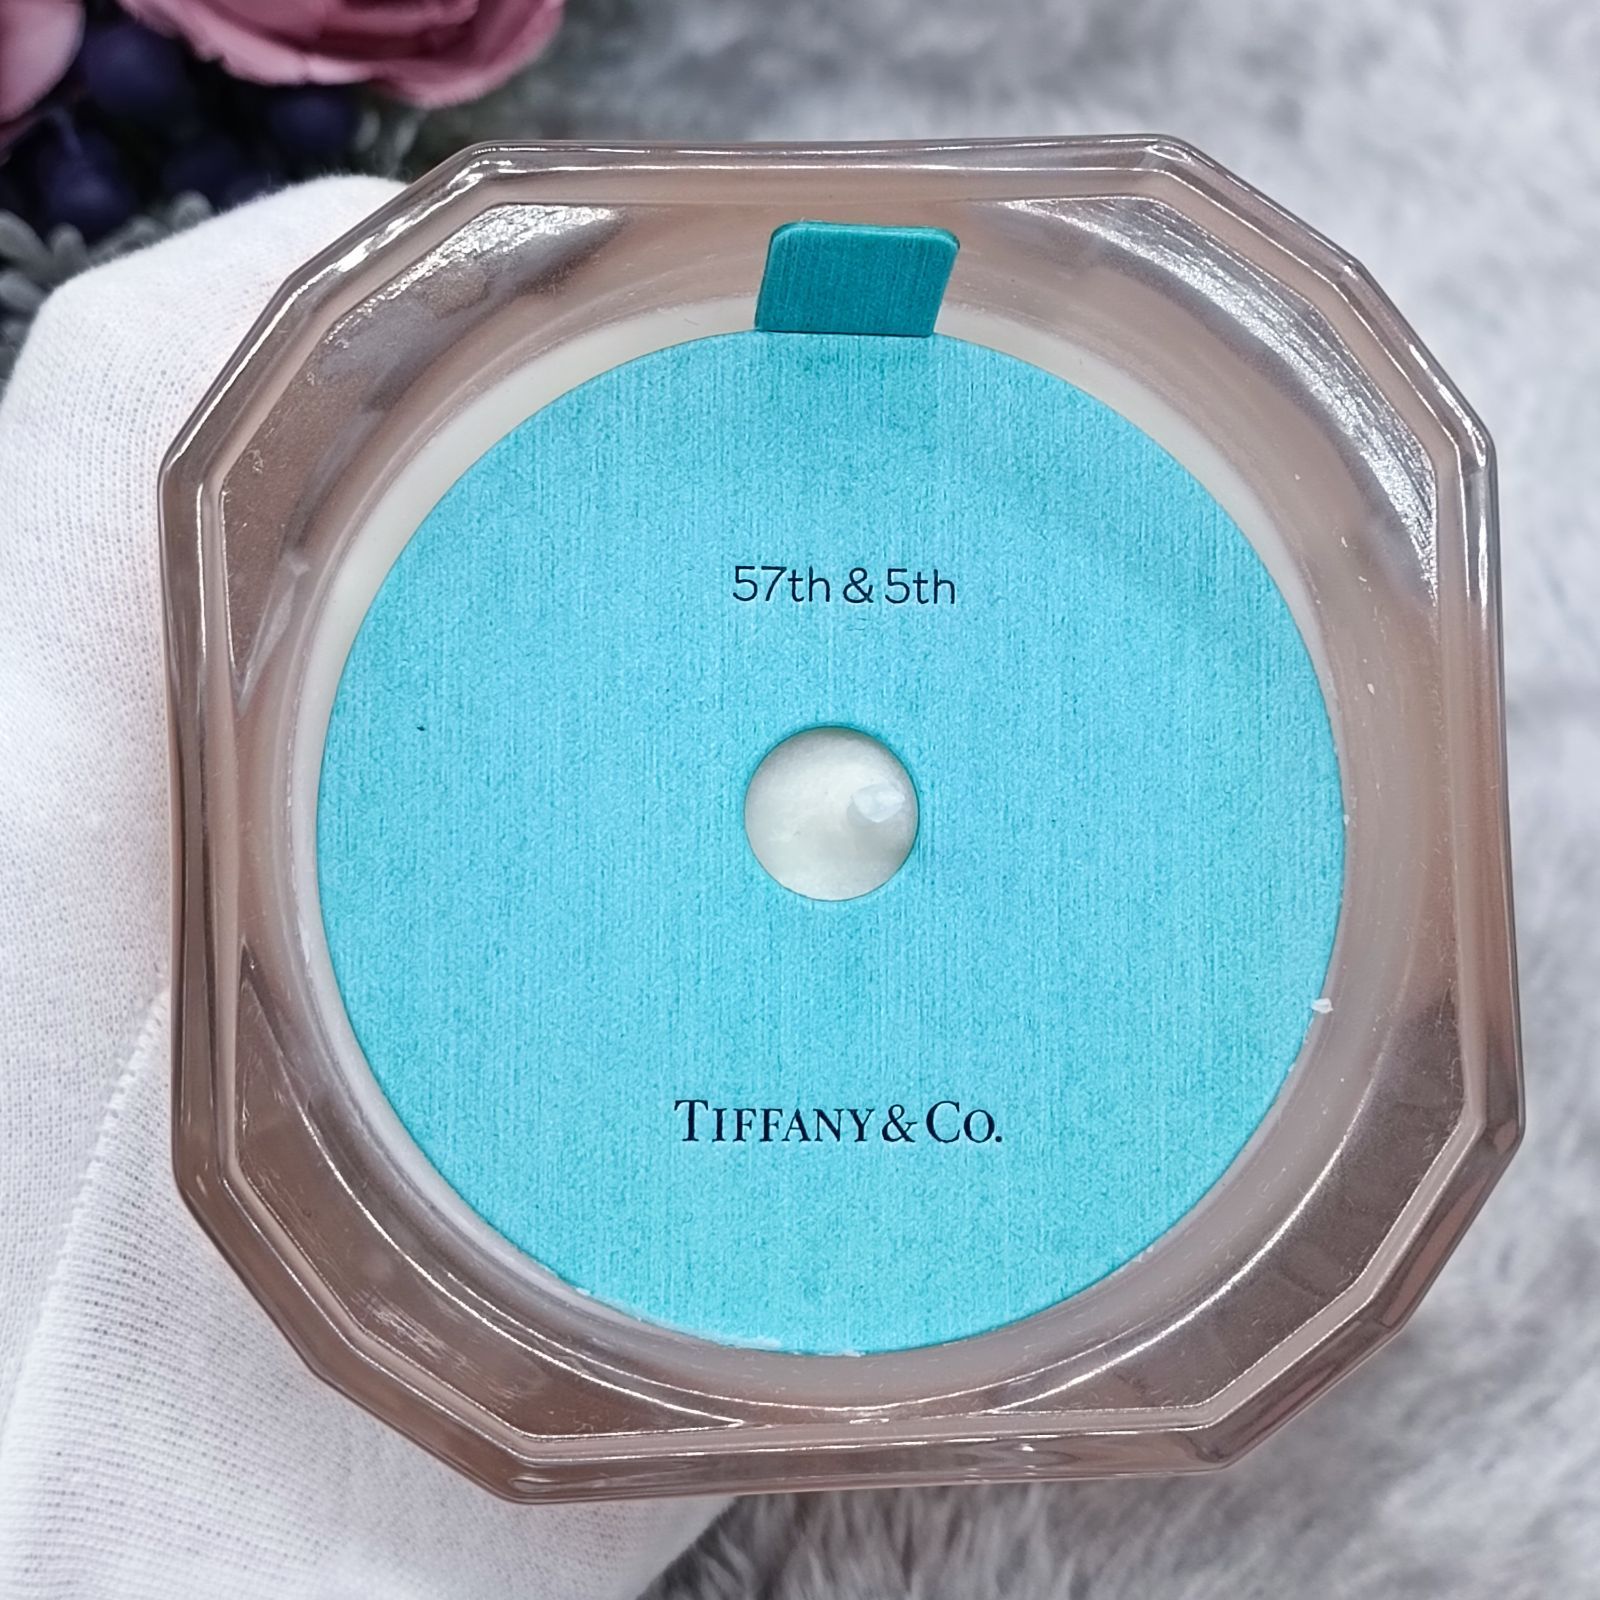 57th & 5th
TIFFANY & CO.